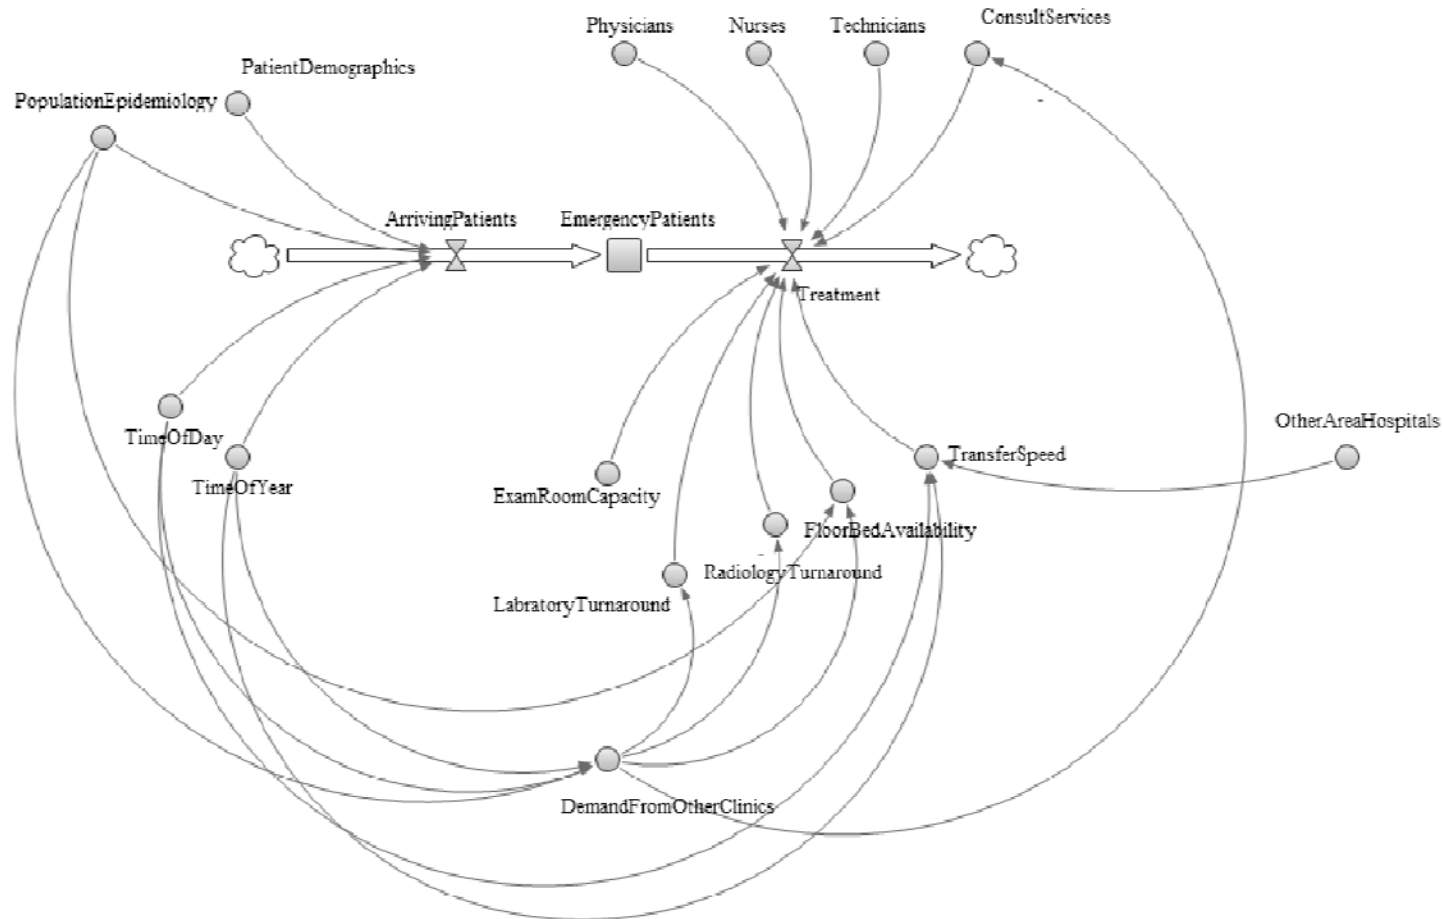 ConsultServices
Physicians
Nurses
Technicians
PatientDemographics
PopulationEpidemiology
ArrivingPatients
EmergencyPatients
Treatment
OtherAreaHospitals
TimeOfDay
TransferSpeed
TimeOfYear
ExamRoomCapacity
FloorBedAvailability
RadiologyTurnaround
LabratoryTurnaround
DemandFromOtherClinics